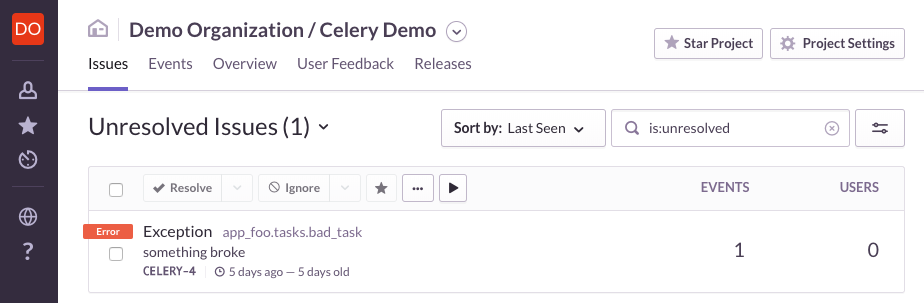 DO
Demo Organization / Celery Demo
Star Project
Project Settings
Issues
Events
Overview
User Feedback
Releases
Unresolved Issues (1)
Sort by: Last Seen
is:unresolved
Resolve
Ignore
EVENTS
USERS
Error
Exception app_foo.tasks.bad_task
something broke
CELERY-4
5 days ago — 5 days old
1
0
?